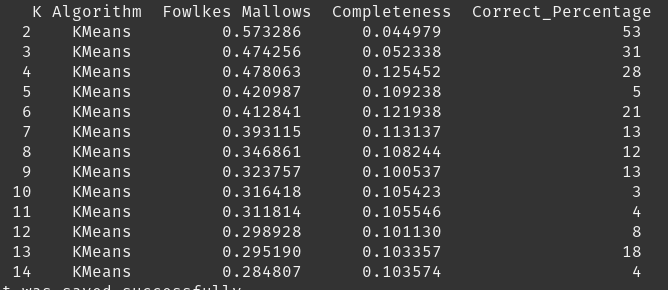 K Algorithm Fowlkes Mallows Completeness Correct_Percentage
2 KMeans 0.573286 0.044979 53
3 KMeans 0.474256 0.052338 31
4 KMeans 0.478063 0.125452 28
5 KMeans 0.420987 0.109238 5
6 KMeans 0.412841 0.121938 21
7 KMeans 0.393115 0.113137 13
8 KMeans 0.346861 0.108244 12
9 KMeans 0.323757 0.100537 13
10 KMeans 0.316418 0.105423 3
11 KMeans 0.311814 0.105546 4
12 KMeans 0.298928 0.101130 8
13 KMeans 0.295190 0.103357 18
14 KMeans 0.284807 0.103574 4
t was saved successfully